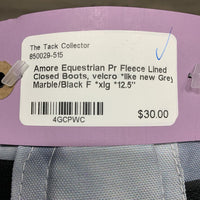 The Tack Collector
850029-515
Amore Equestrian Pr Fleece Lined
Closed Boots, velcro *like new Grey
Marble/Black F *xlg *12.5"
$30.00
4GCPWC